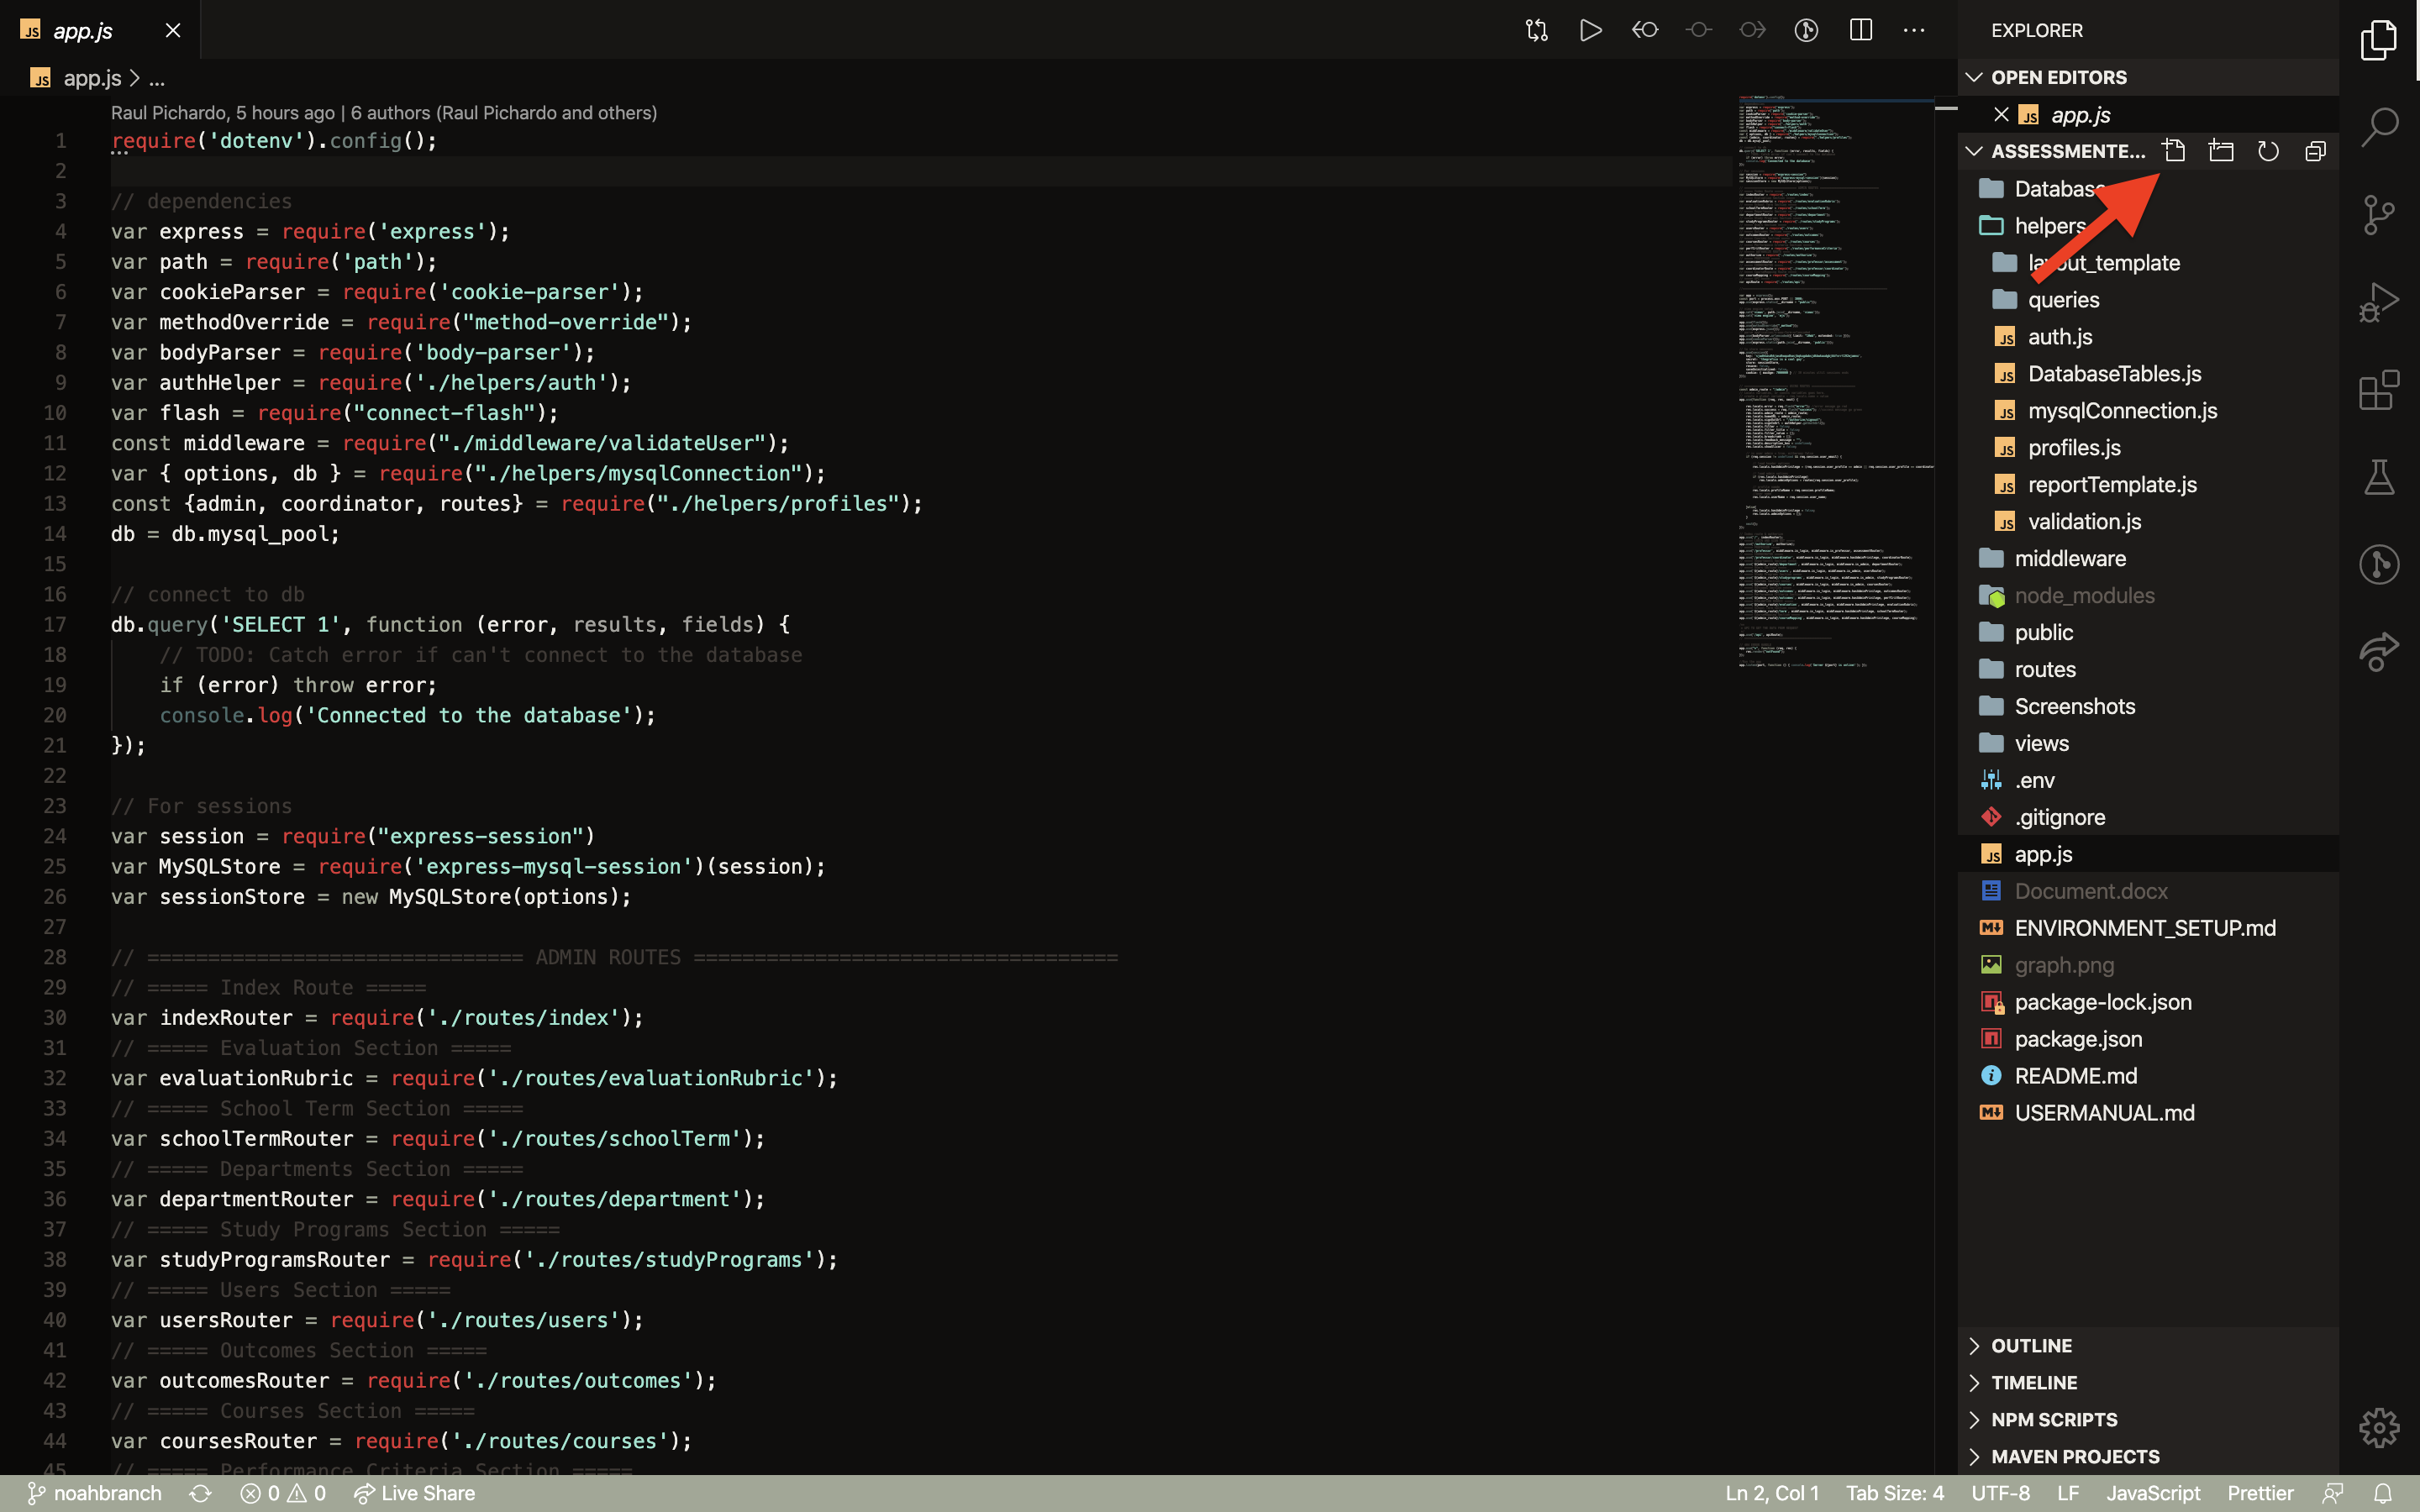 app.js
app.js > ...
Raul Pichardo, 5 hours ago | 6 authors (Raul Pichardo and others)
1 require('dotenv').config();
2
3 // dependencies
4 var express = require('express');
5 var path = require('path');
6 var cookieParser = require('cookie-parser');
7 var methodOverride = require("method-override");
8 var bodyParser = require('body-parser');
9 var authHelper = require('./helpers/auth');
10 var flash = require("connect-flash");
11 const middleware = require("./middleware/validateUser");
12 var { options, db } = require("./helpers/mysqlConnection");
13 const {admin, coordinator, routes} = require("./helpers/profiles");
14 db = db.mysql_pool;
15
16 // connect to db
17 db.query('SELECT 1', function (error, results, fields) {
18 // TODO: Catch error if can't connect to the database
19 if (error) throw error;
20 console.log('Connected to the database');
21 });
22
23 // For sessions
24 var session = require("express-session")
25 var MySQLStore = require('express-mysql-session')(session);
26 var sessionStore = new MySQLStore(options);
27
28 // =============================== ADMIN ROUTES ===================================
29 // ===== Index Route =====
30 var indexRouter = require('./routes/index');
31 // ===== Evaluation Section =====
32 var evaluationRubric = require('./routes/evaluationRubric');
33 // ===== School Term Section =====
34 var schoolTermRouter = require('./routes/schoolTerm');
35 // ===== Departments Section =====
36 var departmentRouter = require('./routes/department');
37 // ===== Study Programs Section =====
38 var studyProgramsRouter = require('./routes/studyPrograms');
39 // ===== Users Section =====
40 var usersRouter = require('./routes/users');
41 // ===== Outcomes Section =====
42 var outcomesRouter = require('./routes/outcomes');
43 // ===== Courses Section =====
44 var coursesRouter = require('./routes/courses');
45 // ===== Performance Criteria Section =====
EXPLORER
OPEN EDITORS
app.js
ASSESSMENTE...
Database
helpers
layout_template
queries
auth.js
DatabaseTables.js
mysqlConnection.js
profiles.js
reportTemplate.js
validation.js
middleware
node_modules
public
routes
Screenshots
views
.env
.gitignore
app.js
Document.docx
ENVIRONMENT_SETUP.md
graph.png
package-lock.json
package.json
README.md
USERMANUAL.md
OUTLINE
TIMELINE
NPM SCRIPTS
MAVEN PROJECTS
noahbranch 0 0 Live Share Ln 2, Col 1 Tab Size: 4 UTF-8 LF JavaScript Prettier